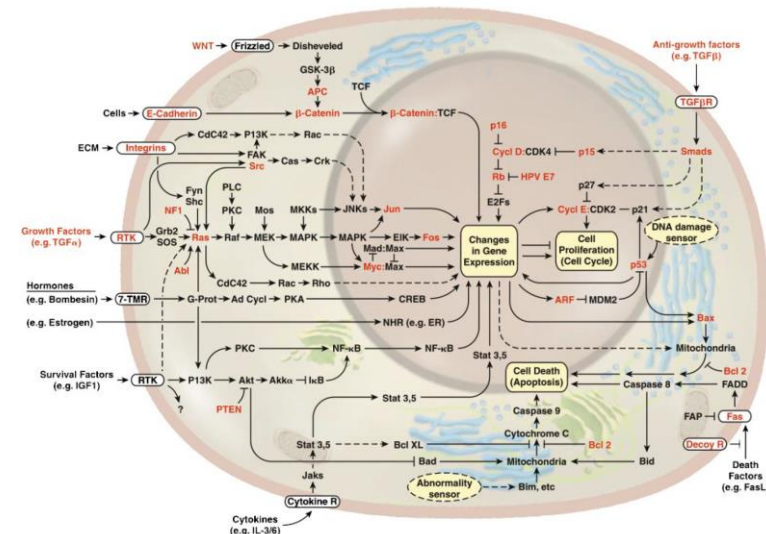 WNT
Frizzled
Disheveled
GSK-3β
APC
TCF
Cells
E-Cadherin
β-Catenin
β-Catenin:TCF
ECM
Integrins
CdC42
P13K
Rac
FAK
Src
Cas
Crk
Fyn
Shc
NF1
PLC
PKC
Mos
MKKs
JNKs
Jun
Growth Factors
(e.g. TGFα)
RTK
Grb2
SOS
Ras
Raf
MEK
MAPK
MAPK
ElK
Fos
Mad:Max
MEKK
Myc:Max
Abl
CdC42
Rac
Rho
Hormones
(e.g. Bombesin)
7-TMR
G-Prot
Ad Cycl
PKA
CREB
(e.g. Estrogen)
NHR (e.g. ER)
PKC
NF-κB
NF-κB
Survival Factors
(e.g. IGF1)
RTK
P13K
Akt
Akkα
IκB
?
PTEN
Stat 3,5
Stat 3,5
Stat 3,5
Bcl XL
Jaks
Cytokine R
Cytokines
(e.g. IL-3/6)
Bad
Abnormality
sensor
Bim, etc
Mitochondria
Cytochrome C
Caspase 9
Cell Death
(Apoptosis)
Bcl 2
Bid
Caspase 8
FADD
Bcl 2
Mitochondria
Bax
FAP
Fas
Decoy R
Death
Factors
(e.g. FasL)
Changes
in Gene
Expression
Cell
Proliferation
(Cell Cycle)
p16
Cycl D:CDK4
p15
Rb
HPV E7
E2Fs
p27
Cycl E:CDK2
p21
DNA damage
sensor
p53
ARF
MDM2
Anti-growth factors
(e.g. TGFβ)
TGFβR
Smads